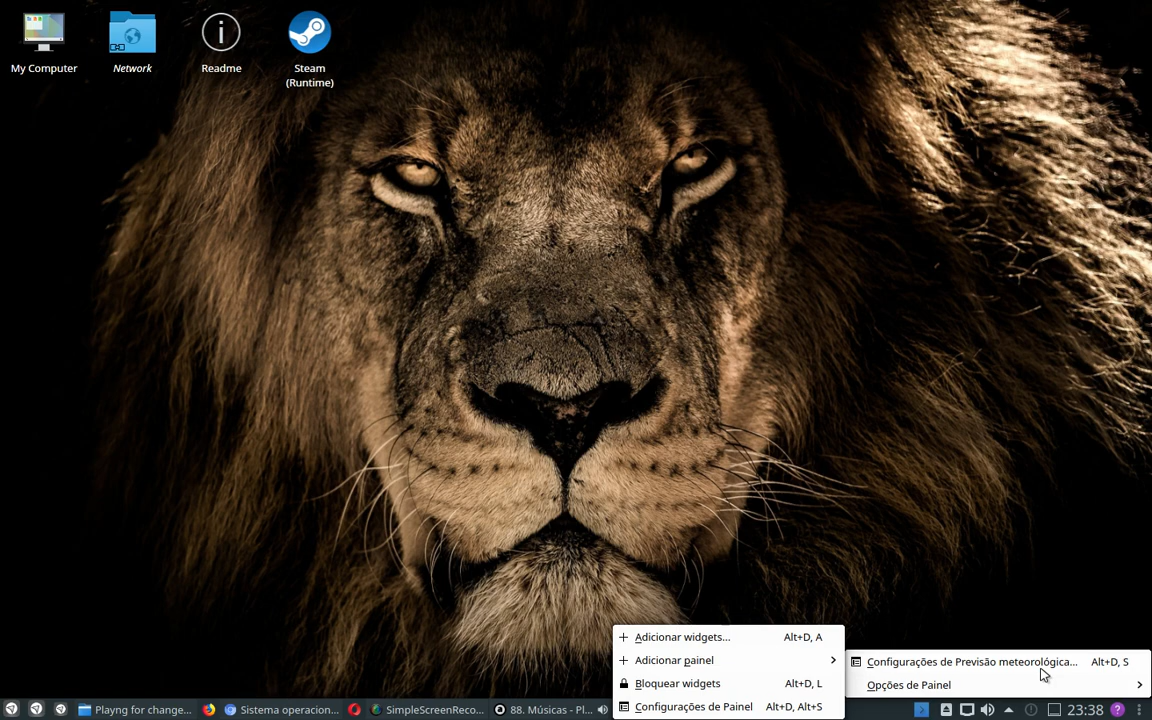 My Computer
Network
Readme
Steam
(Runtime)
Adicionar widgets... Alt+D, A
Adicionar painel
Bloquear widgets Alt+D, L
Configurações de Painel Alt+D, Alt+S
Configurações de Previsão meteorológica... Alt+D, S
Opções de Painel
Playng for change...
Sistema operacion...
SimpleScreenReco...
88. Músicas - Pl...
23:38